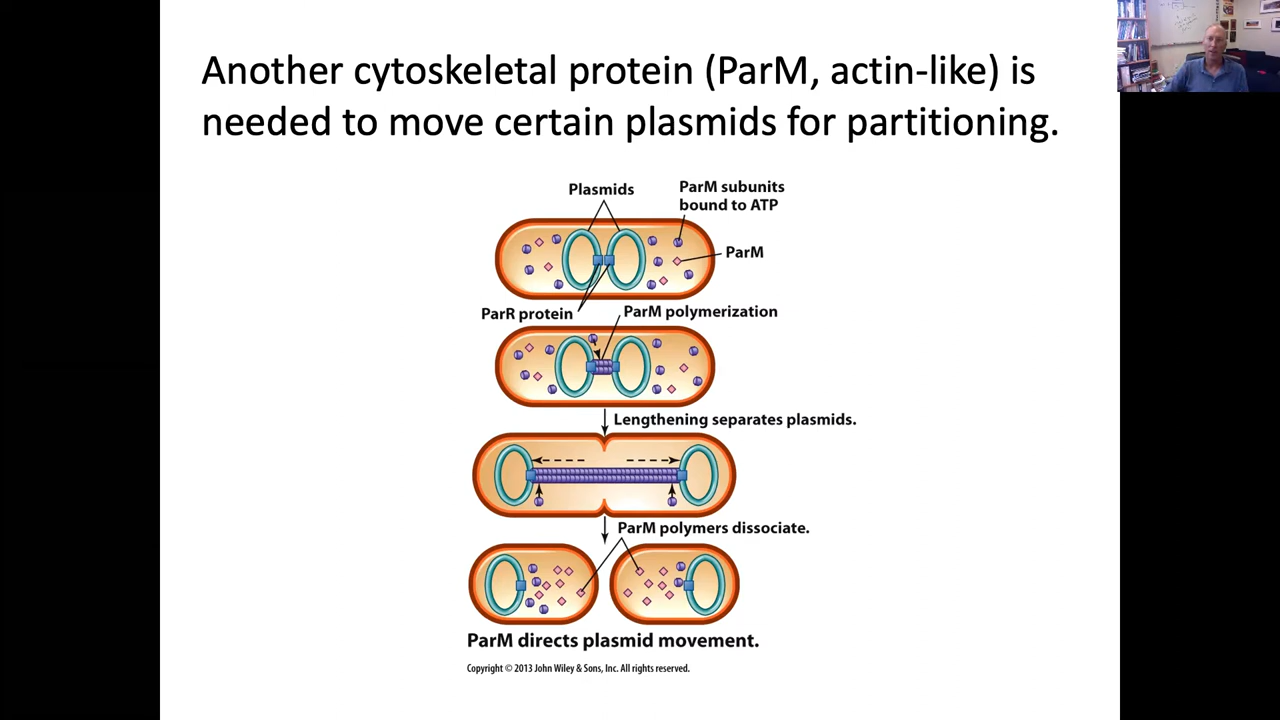 Another cytoskeletal protein (ParM, actin-like) is
needed to move certain plasmids for partitioning.
Plasmids
ParM subunits
bound to ATP
ParM
ParR protein
ParM polymerization
Lengthening separates plasmids.
ParM polymers dissociate.
ParM directs plasmid movement.
Copyright © 2013 John Wiley & Sons, Inc. All rights reserved.